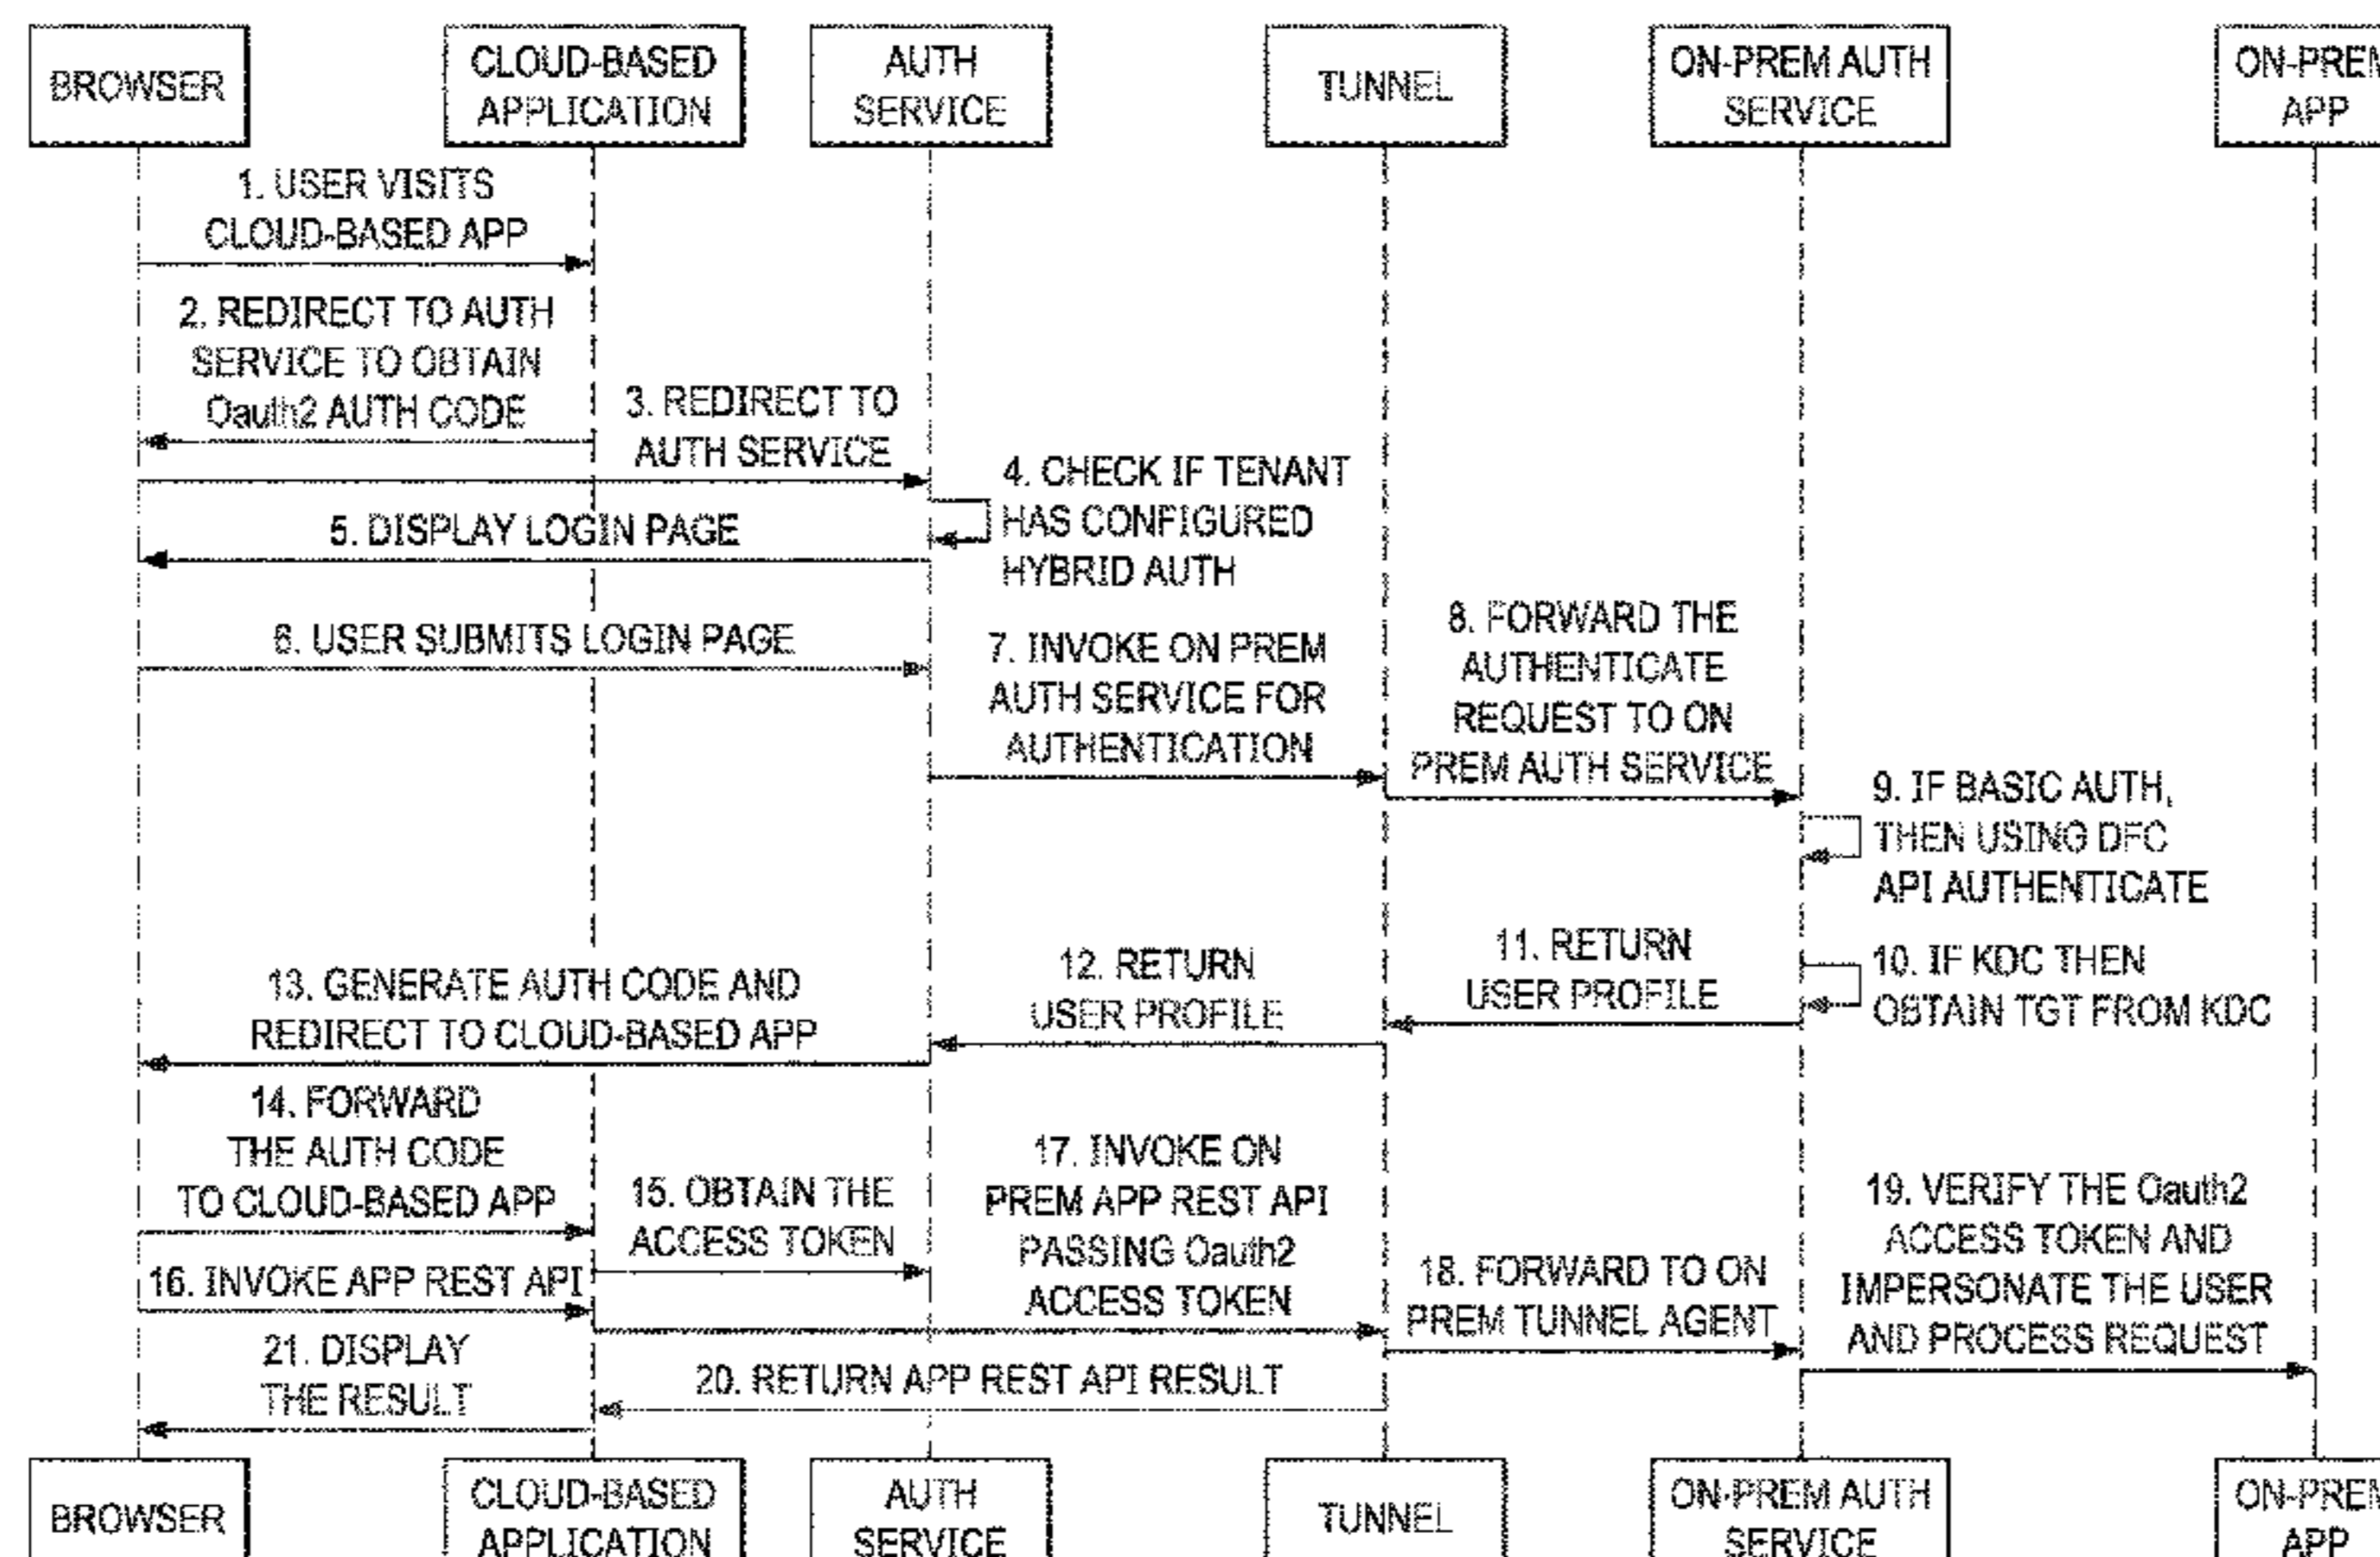 BROWSER
CLOUD-BASED
APPLICATION
AUTH
SERVICE
TUNNEL
ON-PREM AUTH
SERVICE
ON-PREM
APP
1. USER VISITS
CLOUD-BASED APP
2. REDIRECT TO AUTH
SERVICE TO OBTAIN
Oauth2 AUTH CODE
3. REDIRECT TO
AUTH SERVICE
4. CHECK IF TENANT
HAS CONFIGURED
HYBRID AUTH
5. DISPLAY LOGIN PAGE
6. USER SUBMITS LOGIN PAGE
7. INVOKE ON PREM
AUTH SERVICE FOR
AUTHENTICATION
8. FORWARD THE
AUTHENTICATE
REQUEST TO ON
PREM AUTH SERVICE
9. IF BASIC AUTH,
THEN USING DFC
API AUTHENTICATE
10. IF KDC THEN
OBTAIN TGT FROM KDC
11. RETURN
USER PROFILE
12. RETURN
USER PROFILE
13. GENERATE AUTH CODE AND
REDIRECT TO CLOUD-BASED APP
14. FORWARD
THE AUTH CODE
TO CLOUD-BASED APP
15. OBTAIN THE
ACCESS TOKEN
16. INVOKE APP REST API
17. INVOKE ON
PREM APP REST API
PASSING Oauth2
ACCESS TOKEN
18. FORWARD TO ON
PREM TUNNEL AGENT
19. VERIFY THE Oauth2
ACCESS TOKEN AND
IMPERSONATE THE USER
AND PROCESS REQUEST
20. RETURN APP REST API RESULT
21. DISPLAY
THE RESULT
BROWSER
CLOUD-BASED
APPLICATION
AUTH
SERVICE
TUNNEL
ON-PREM AUTH
SERVICE
ON-PREM
APP